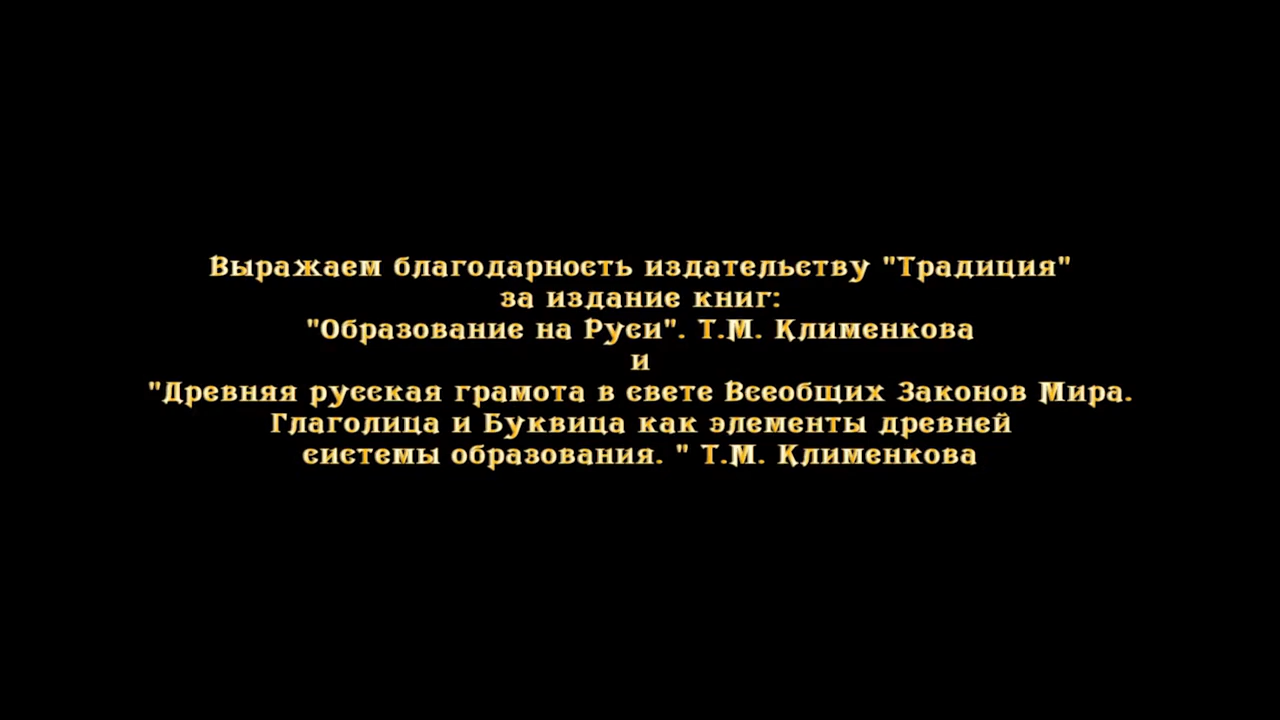 Выражаем благодарность издательству "Традиция"
за издание книг:
"Образование на Руси". Т.М. Клименкова
и
"Древняя русская грамота в свете Всеобщих Законов Мира.
Глаголица и Буквица как элементы древней
системы образования. " Т.М. Клименкова